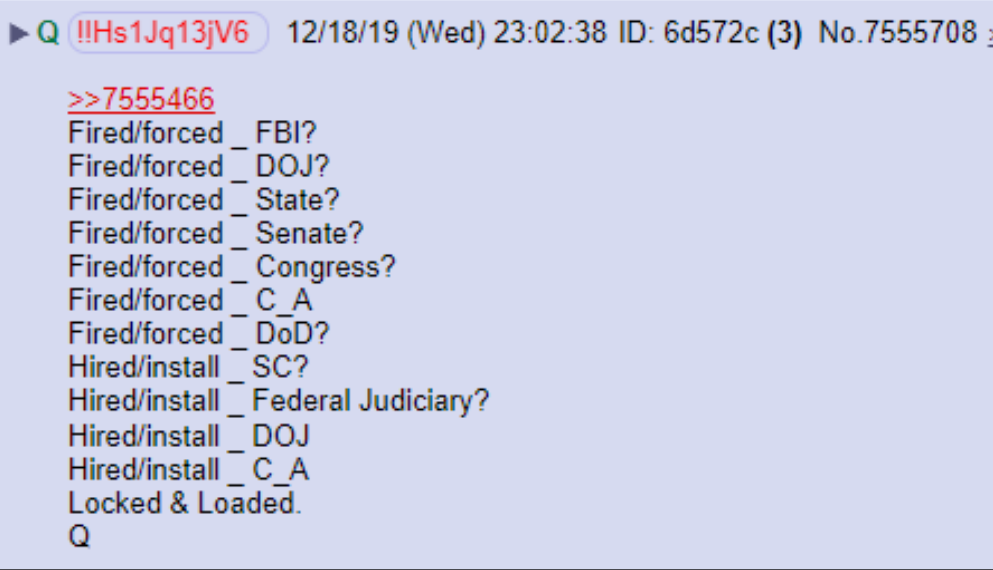 ▶ Q !!Hs1Jq13jV6 12/18/19 (Wed) 23:02:38 ID: 6d572c (3) No.7555708
>>7555466
Fired/forced _ FBI?
Fired/forced _ DOJ?
Fired/forced _ State?
Fired/forced _ Senate?
Fired/forced _ Congress?
Fired/forced _ C_A
Fired/forced _ DoD?
Hired/install _ SC?
Hired/install _ Federal Judiciary?
Hired/install _ DOJ
Hired/install _ C_A
Locked & Loaded.
Q